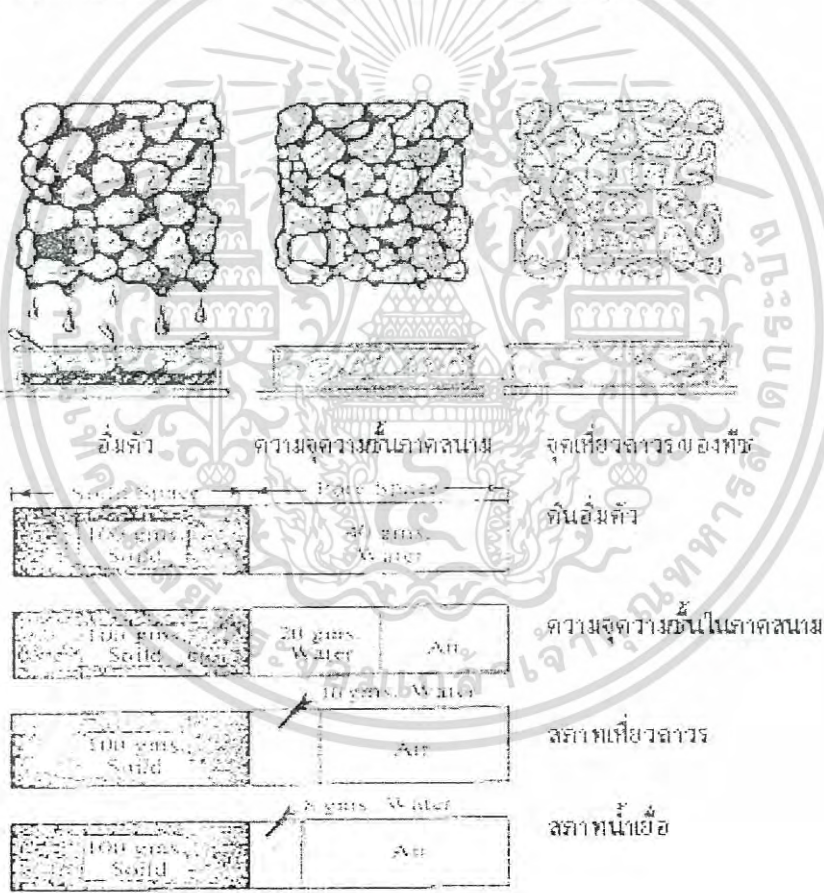 อิ่มตัว ความจุความชื้นภาคสนาม จุดเหี่ยวถาวรของพืช
Solid Space Pore Space
ดินอิ่มตัว
100 gms. Solid
Water
ความจุความชื้นในภาคสนาม
100 gms. Soild
20 gms. Water
Air
10 gms. Water
สภาพเหี่ยวถาวร
100 gms. Soild
Air
8 gms. Water
สภาพน้ำเยื่อ
100 gms. Soild
Air